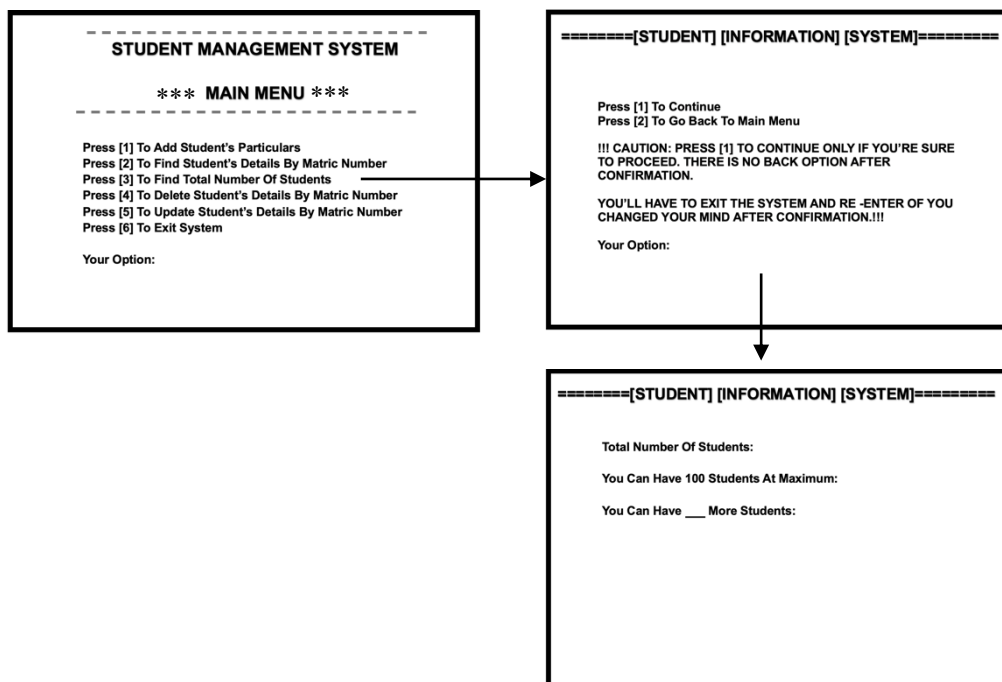 STUDENT MANAGEMENT SYSTEM
*** MAIN MENU ***
Press [1] To Add Student's Particulars
Press [2] To Find Student's Details By Matric Number
Press [3] To Find Total Number Of Students
Press [4] To Delete Student's Details By Matric Number
Press [5] To Update Student's Details By Matric Number
Press [6] To Exit System
Your Option:
========[STUDENT] [INFORMATION] [SYSTEM]=========
Press [1] To Continue
Press [2] To Go Back To Main Menu
!!! CAUTION: PRESS [1] TO CONTINUE ONLY IF YOU'RE SURE
TO PROCEED. THERE IS NO BACK OPTION AFTER
CONFIRMATION.
YOU'LL HAVE TO EXIT THE SYSTEM AND RE -ENTER OF YOU
CHANGED YOUR MIND AFTER CONFIRMATION.!!!
Your Option:
========[STUDENT] [INFORMATION] [SYSTEM]=========
Total Number Of Students:
You Can Have 100 Students At Maximum:
You Can Have ___ More Students: